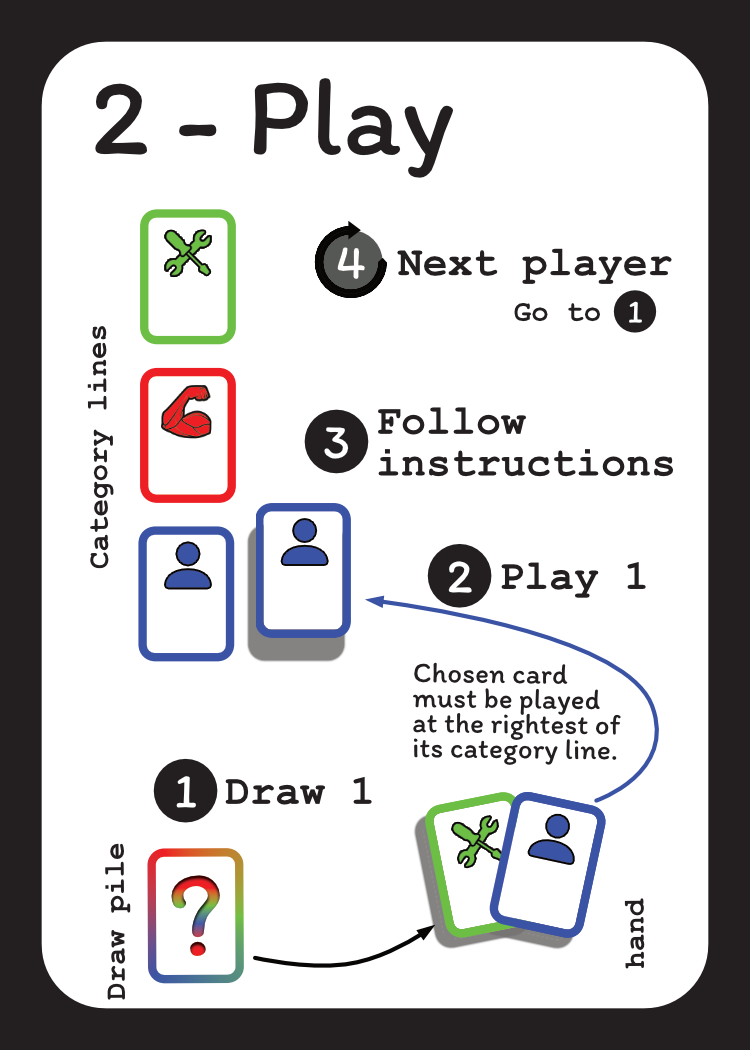 2 - Play
4 Next player
Go to 1
Category lines
3 Follow
instructions
2 Play 1
Chosen card
must be played
at the rightest of
its category line.
1 Draw 1
Draw pile
?
hand